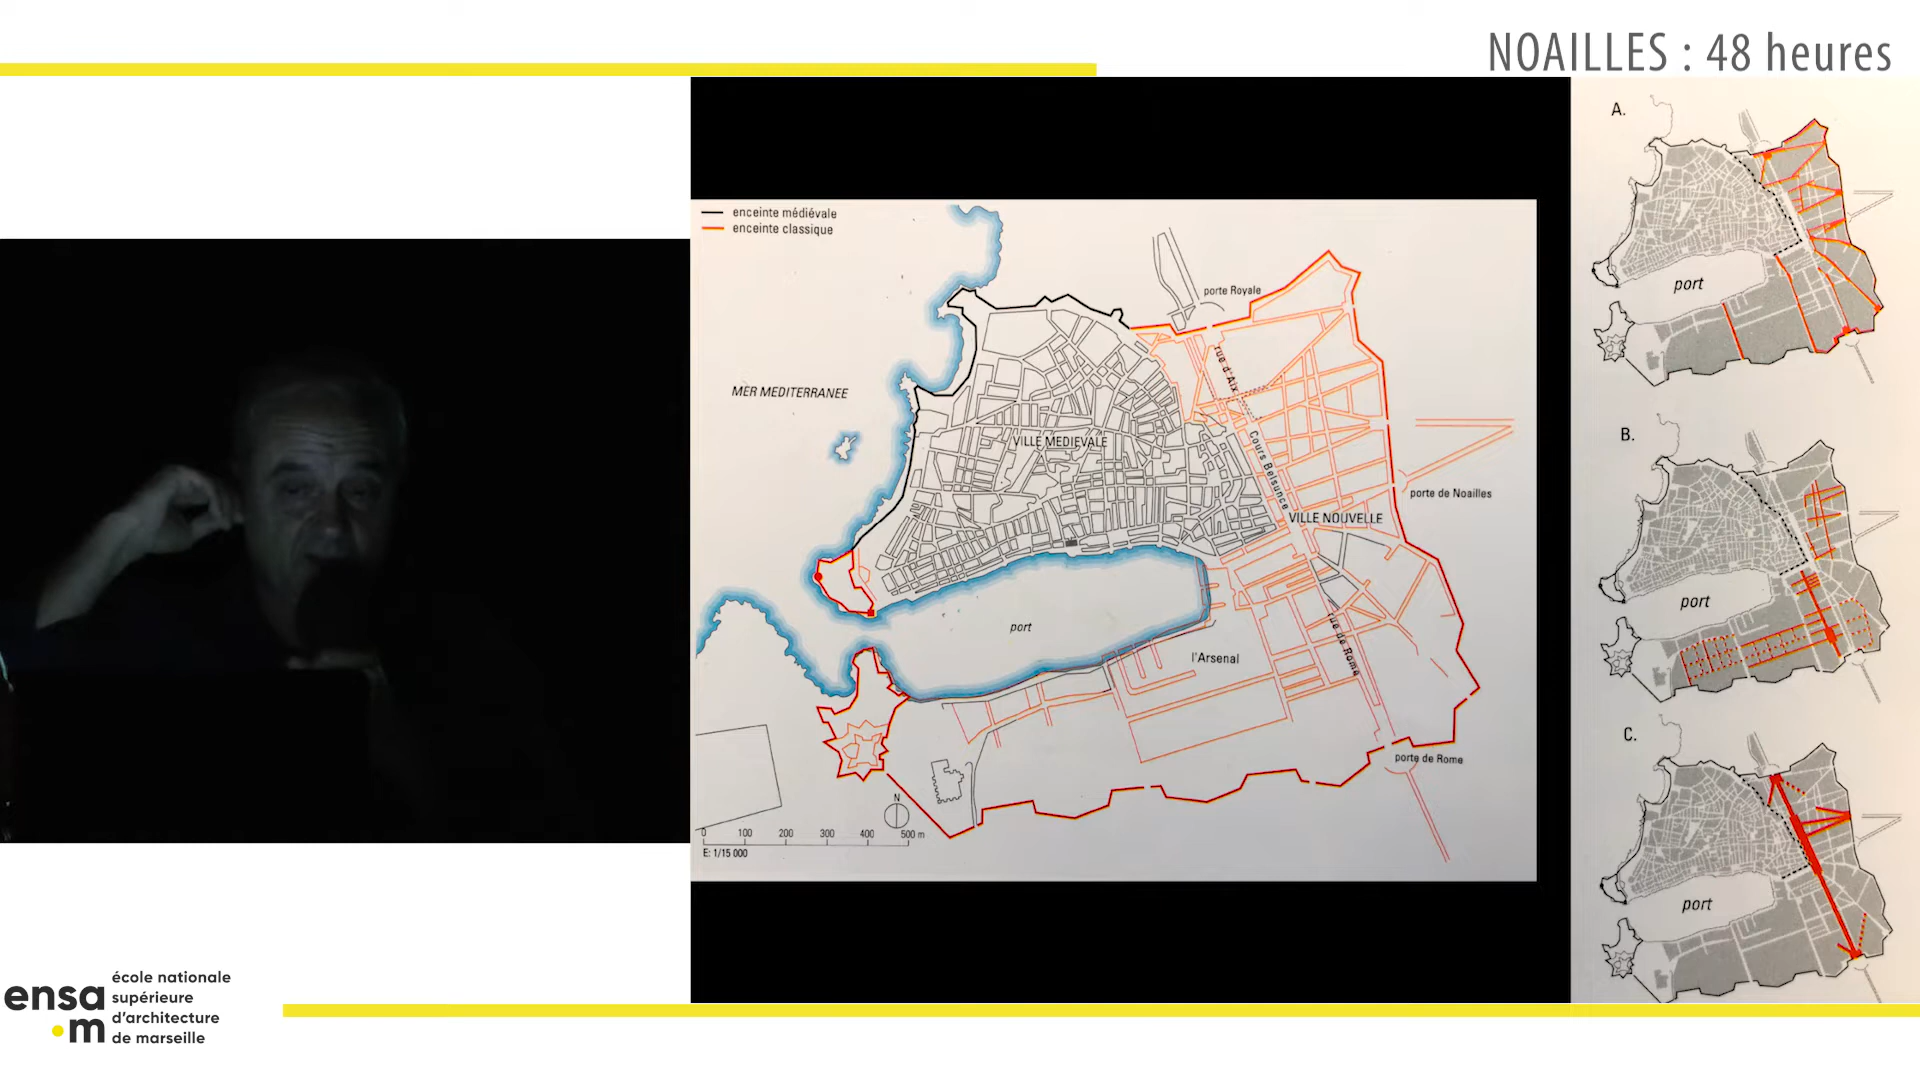 NOAILLES : 48 heures
enceinte médiévale
enceinte classique
porte Royale
rue d'Aix
MER MEDITERRANEE
VILLE MEDIEVALE
Cours Belsunce
porte de Noailles
VILLE NOUVELLE
port
l'Arsenal
rue de Rome
porte de Rome
N
0 100 200 300 400 500 m
E: 1/15 000
A.
port
B.
port
C.
port
ensa
•m
école nationale
supérieure
d'architecture
de marseille